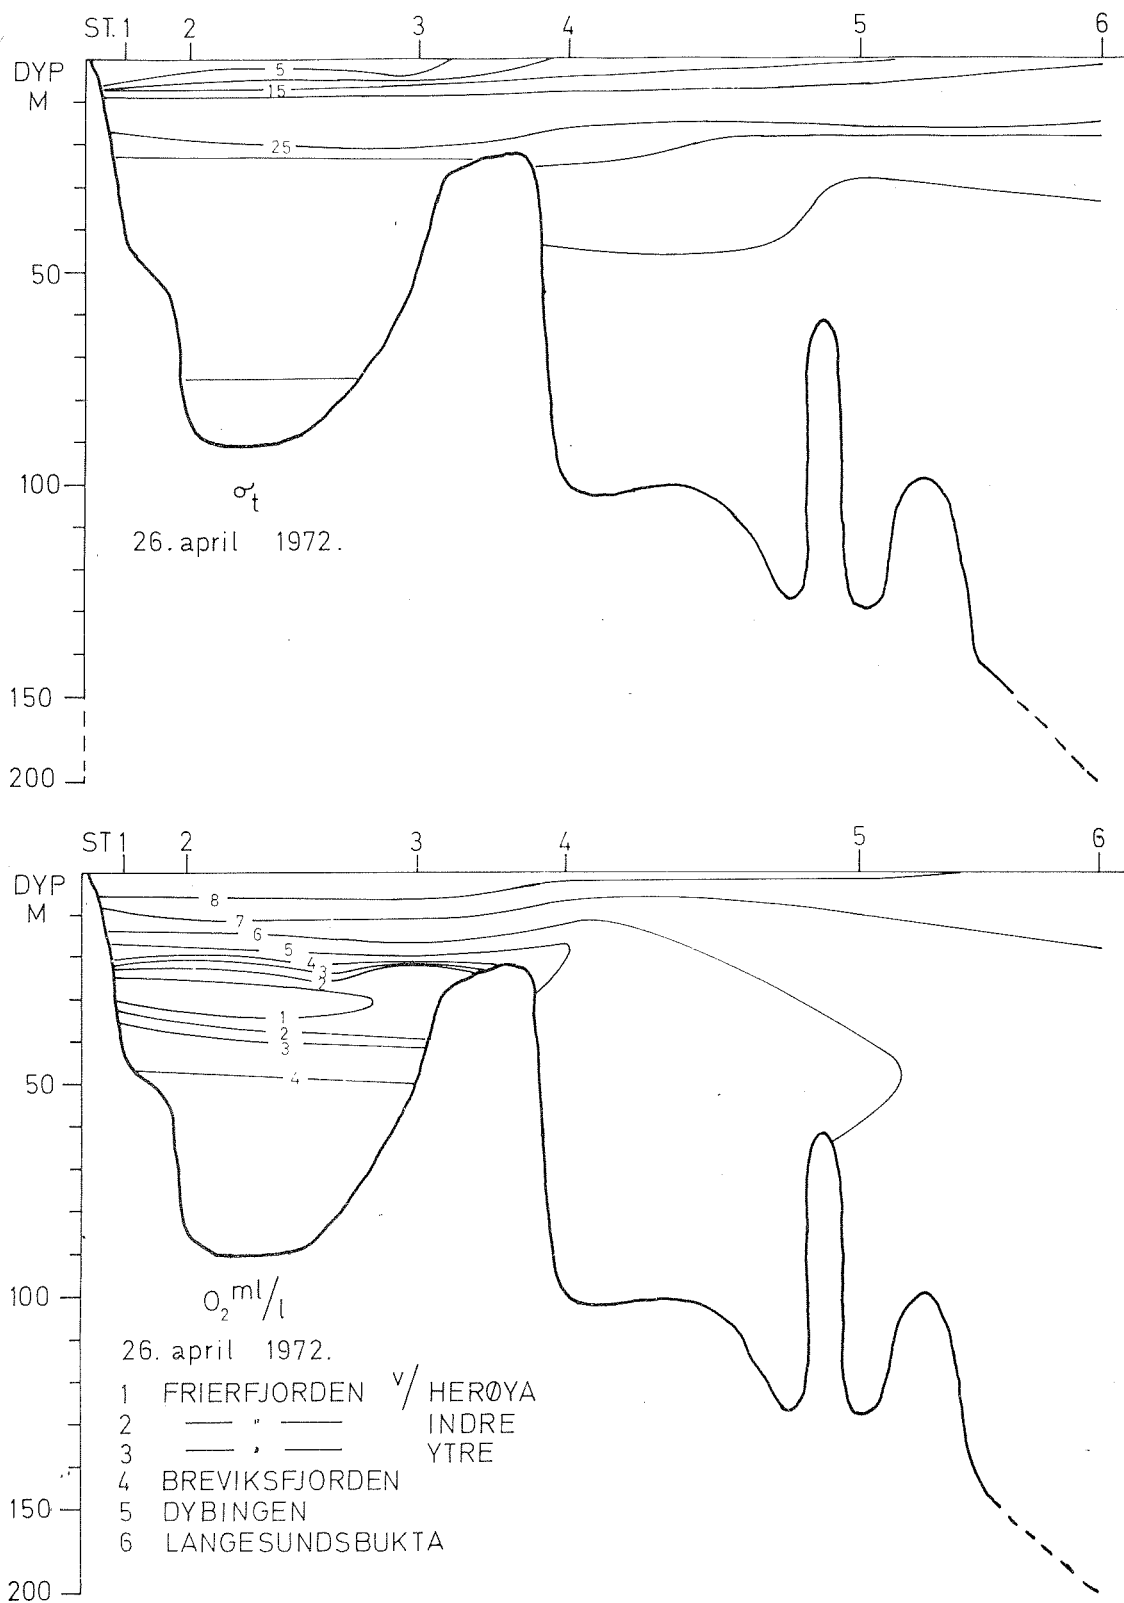 ST. 1 2 3 4 5 6
DYP
M
5
15
25
50
100
σt
26. april 1972.
150
200
ST 1 2 3 4 5 6
DYP
M
8
7
6
5
4
3
2
1
2
3
4
50
100
O2 ml/l
26. april 1972.
1 FRIERFJORDEN v/ HERØYA
2 — " — INDRE
3 — " — YTRE
4 BREVIKSFJORDEN
5 DYBINGEN
6 LANGESUNDSBUKTA
150
200